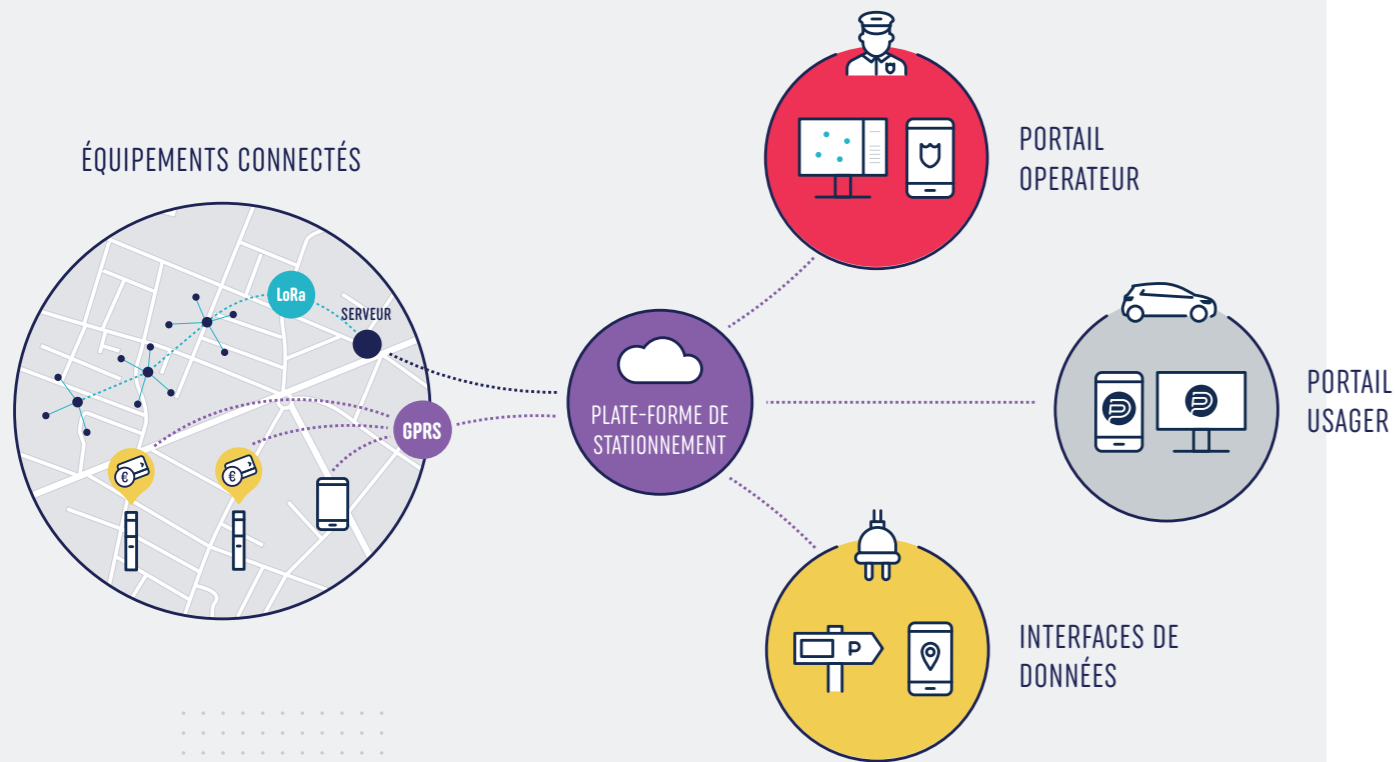 ÉQUIPEMENTS CONNECTÉS
LoRa
SERVEUR
GPRS
€
€
PLATE-FORME DE
STATIONNEMENT
PORTAIL
OPERATEUR
PORTAIL
USAGER
P
INTERFACES DE
DONNÉES